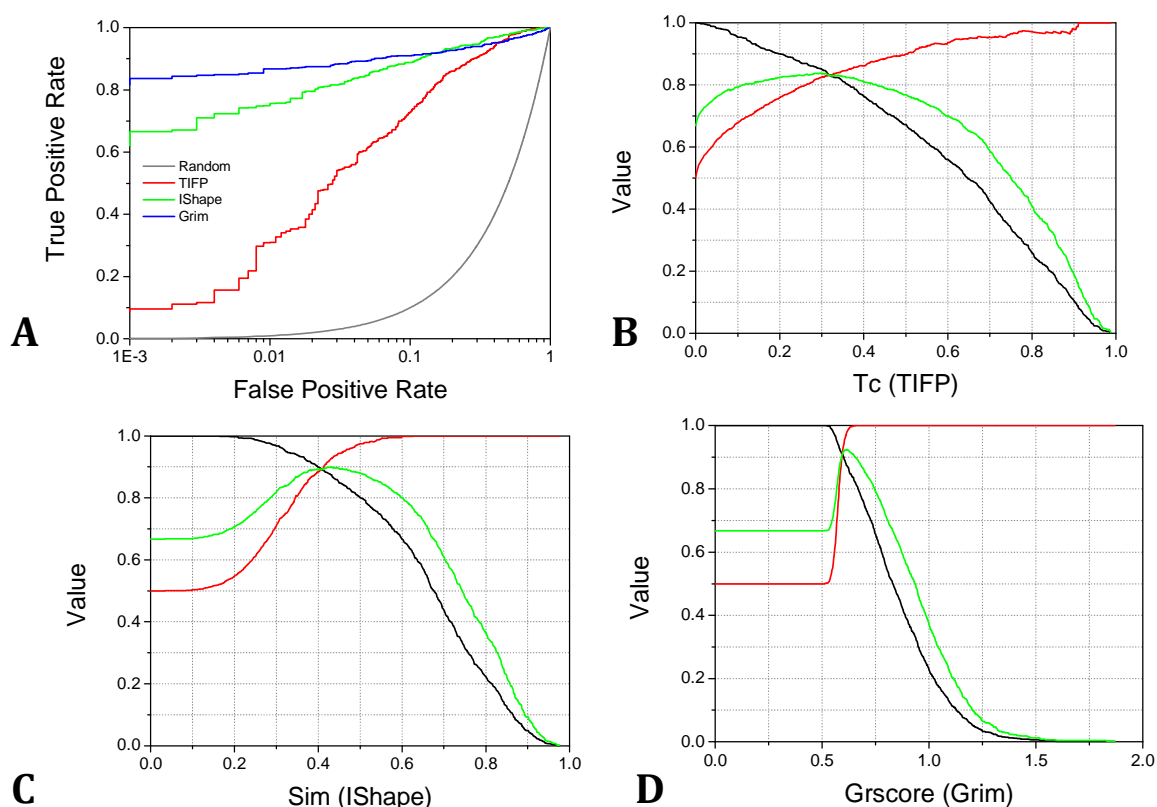 1.0
0.8
0.6
0.4
0.2
0.0
True Positive Rate
Random
TIFP
IShape
Grim
1E-3 0.01 0.1 1
False Positive Rate
A
1.0
0.8
0.6
0.4
0.2
0.0
Value
0.0 0.2 0.4 0.6 0.8 1.0
Tc (TIFP)
B
1.0
0.8
0.6
0.4
0.2
0.0
Value
0.0 0.2 0.4 0.6 0.8 1.0
Sim (IShape)
C
1.0
0.8
0.6
0.4
0.2
0.0
Value
0.0 0.5 1.0 1.5 2.0
Grscore (Grim)
D